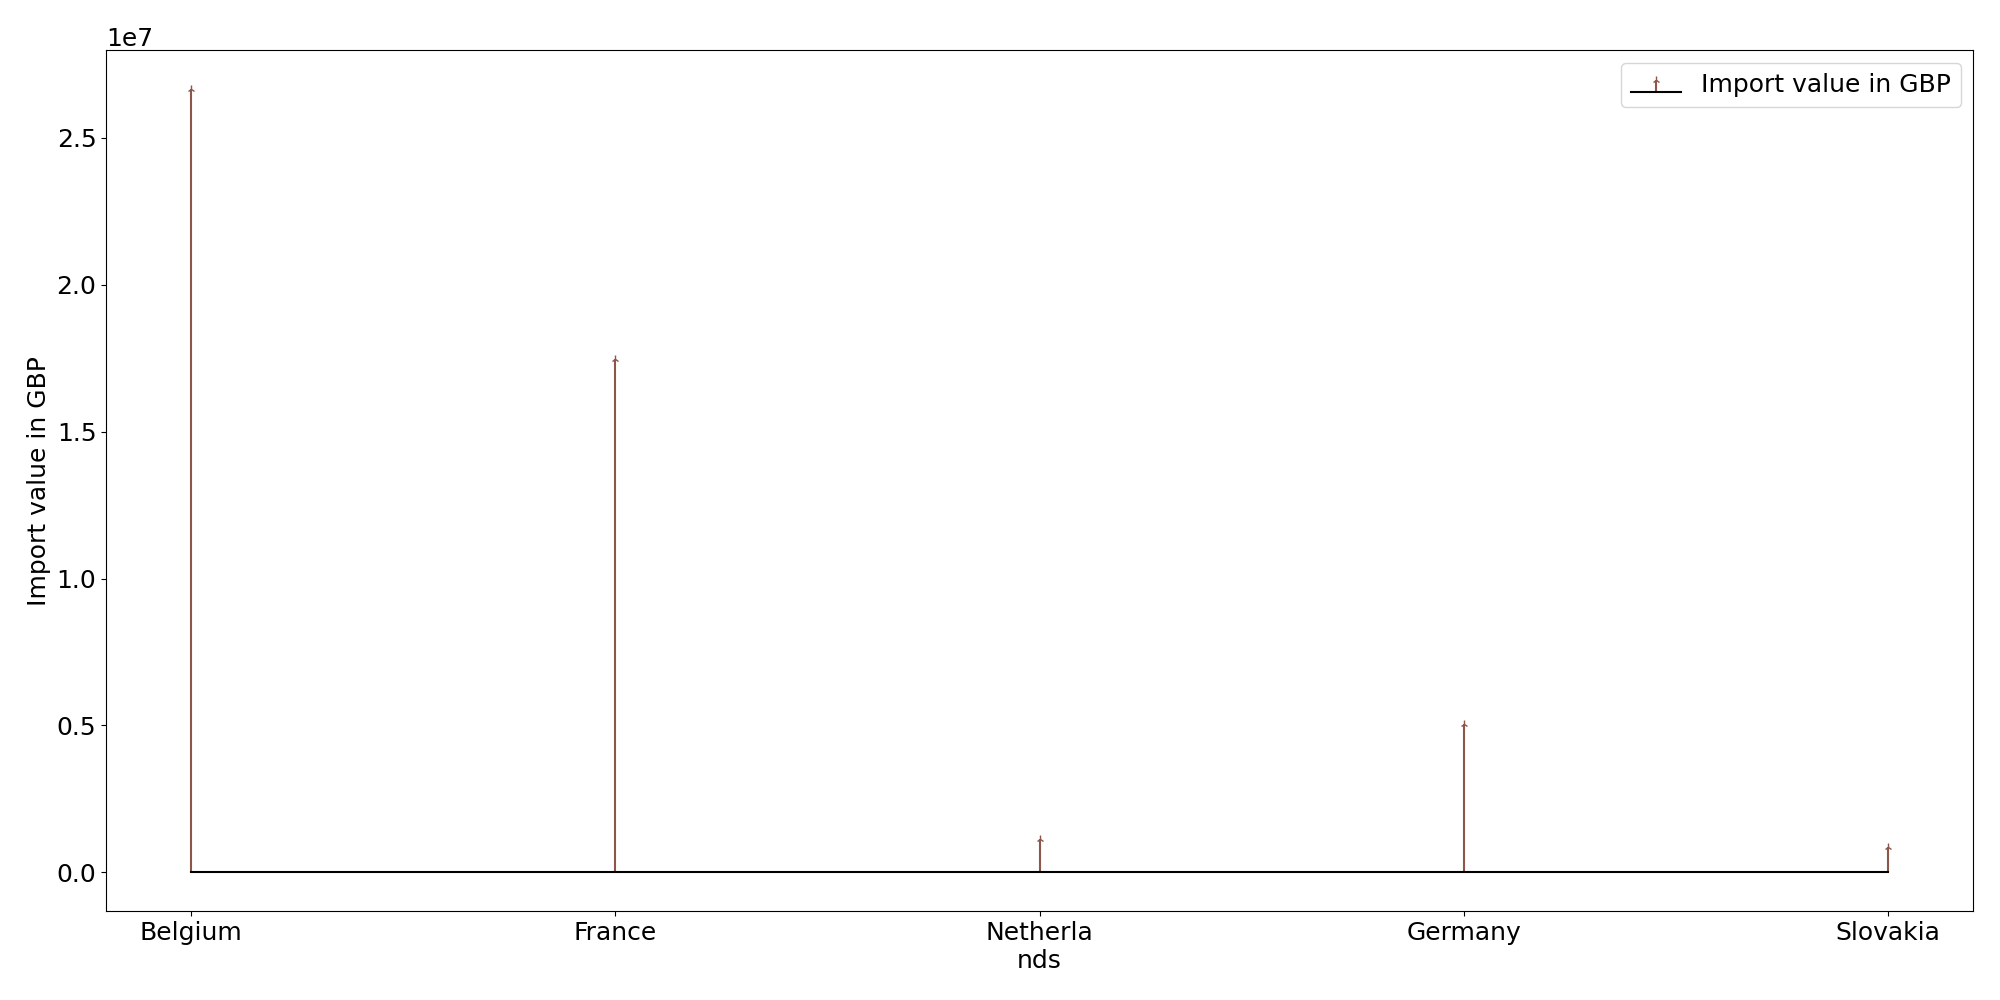 1e7
Import value in GBP
2.5
2.0
1.5
1.0
0.5
0.0
Import value in GBP
Belgium
France
Netherla
nds
Germany
Slovakia